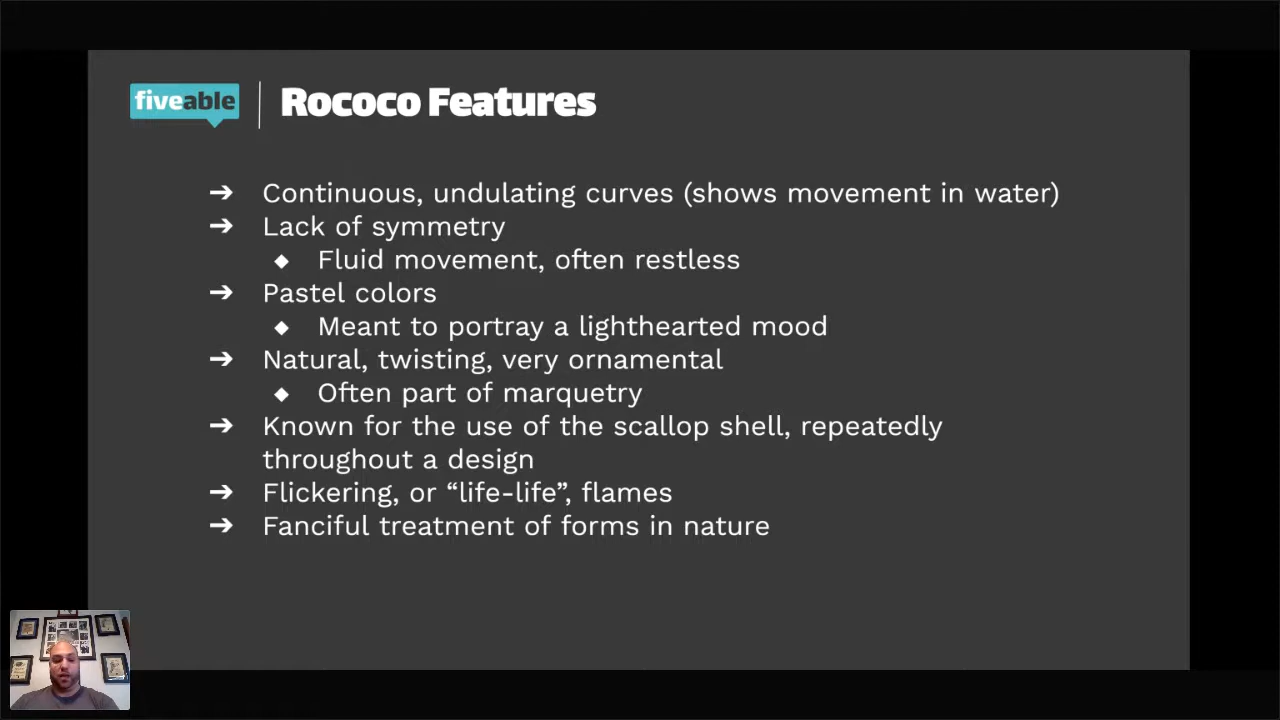 fiveable
Rococo Features
➔ Continuous, undulating curves (shows movement in water)
➔ Lack of symmetry
◆ Fluid movement, often restless
➔ Pastel colors
◆ Meant to portray a lighthearted mood
➔ Natural, twisting, very ornamental
◆ Often part of marquetry
➔ Known for the use of the scallop shell, repeatedly
throughout a design
➔ Flickering, or “life-life”, flames
➔ Fanciful treatment of forms in nature